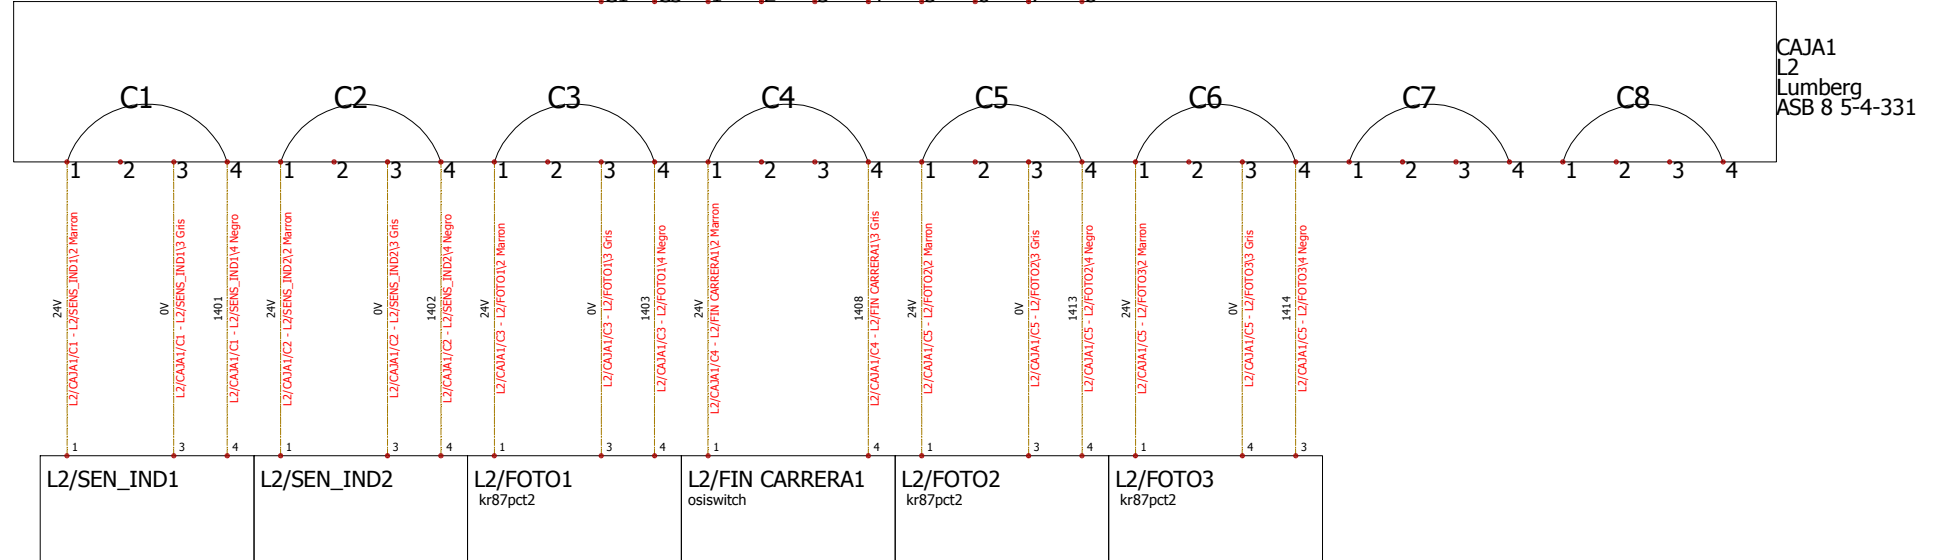 CAJA1
L2
Lumberg
ASB 8 5-4-331
C1 C2 C3 C4 C5 C6 C7 C8
1 2 3 4 1 2 3 4 1 2 3 4 1 2 3 4 1 2 3 4 1 2 3 4 1 2 3 4 1 2 3 4
24V
L2/CAJA1/C1 - L2/SENS_IND1\2 Marron
0V
L2/CAJA1/C1 - L2/SENS_IND1\3 Gris
1401
L2/CAJA1/C1 - L2/SENS_IND1\4 Negro
24V
L2/CAJA1/C2 - L2/SENS_IND2\2 Marron
0V
L2/CAJA1/C2 - L2/SENS_IND2\3 Gris
1402
L2/CAJA1/C2 - L2/SENS_IND2\4 Negro
24V
L2/CAJA1/C3 - L2/FOTO1\2 Marron
0V
L2/CAJA1/C3 - L2/FOTO1\3 Gris
1403
L2/CAJA1/C3 - L2/FOTO1\4 Negro
24V
L2/CAJA1/C4 - L2/FIN CARRERA1\2 Marron
1408
L2/CAJA1/C4 - L2/FIN CARRERA1\3 Gris
24V
L2/CAJA1/C5 - L2/FOTO2\2 Marron
0V
L2/CAJA1/C5 - L2/FOTO2\3 Gris
1413
L2/CAJA1/C5 - L2/FOTO2\4 Negro
24V
L2/CAJA1/C5 - L2/FOTO3\2 Marron
0V
L2/CAJA1/C5 - L2/FOTO3\3 Gris
1414
L2/CAJA1/C5 - L2/FOTO3\4 Negro
1 3 4 1 3 4 1 3 4 1 4 1 3 4 1 4 3
L2/SEN_IND1
L2/SEN_IND2
L2/FOTO1
kr87pct2
L2/FIN CARRERA1
osiswitch
L2/FOTO2
kr87pct2
L2/FOTO3
kr87pct2